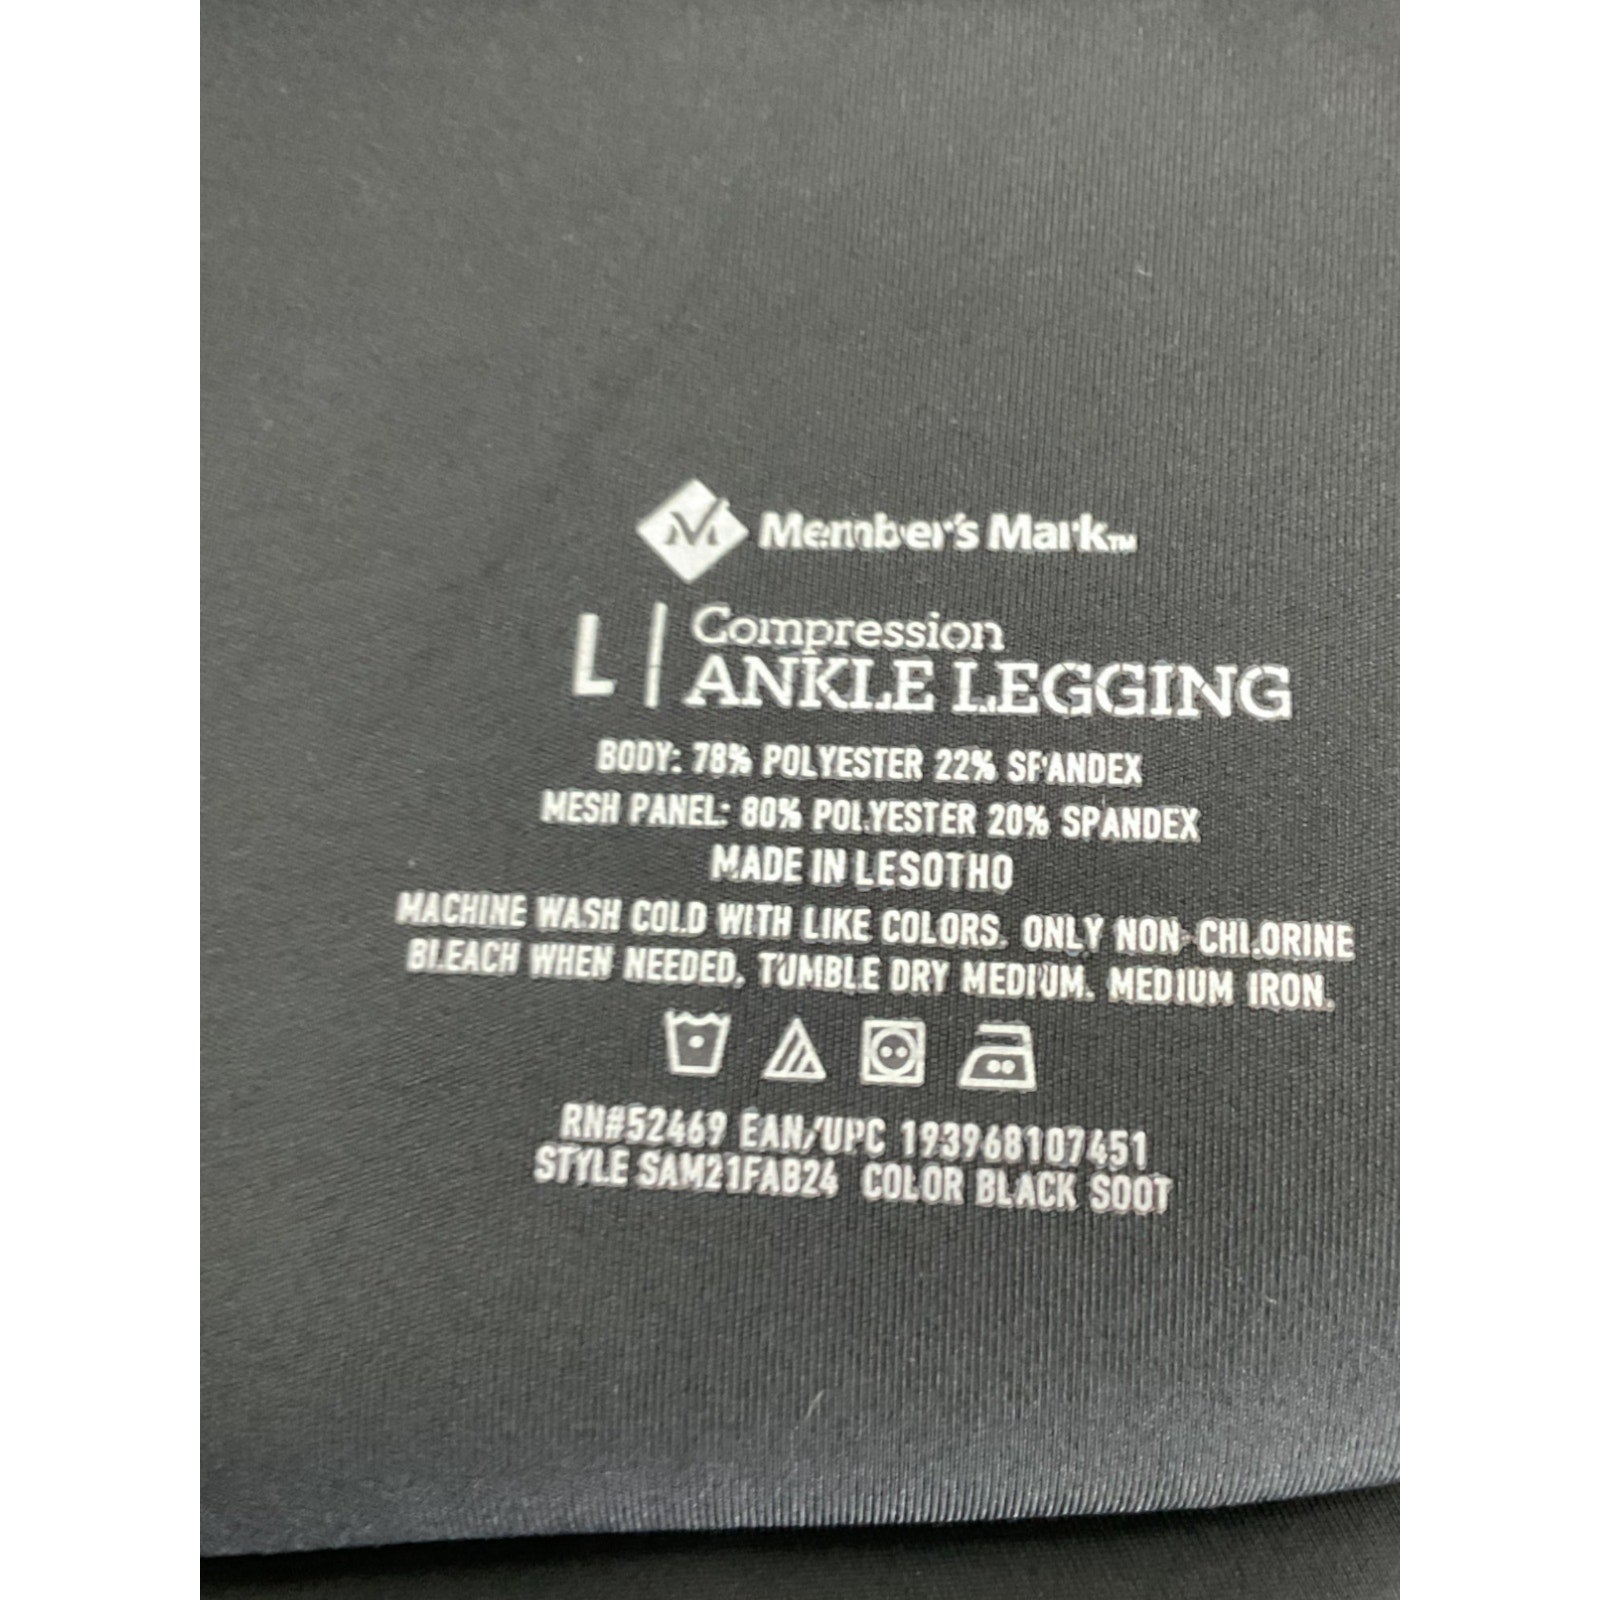 Member's Mark™
L | Compression
ANKLE LEGGING
BODY: 78% POLYESTER 22% SPANDEX
MESH PANEL: 80% POLYESTER 20% SPANDEX
MADE IN LESOTHO
MACHINE WASH COLD WITH LIKE COLORS. ONLY NON-CHLORINE
BLEACH WHEN NEEDED. TUMBLE DRY MEDIUM. MEDIUM IRON.
RN#52469 EAN/UPC 193968107451
STYLE SAM21FAB24 COLOR BLACK SOOT